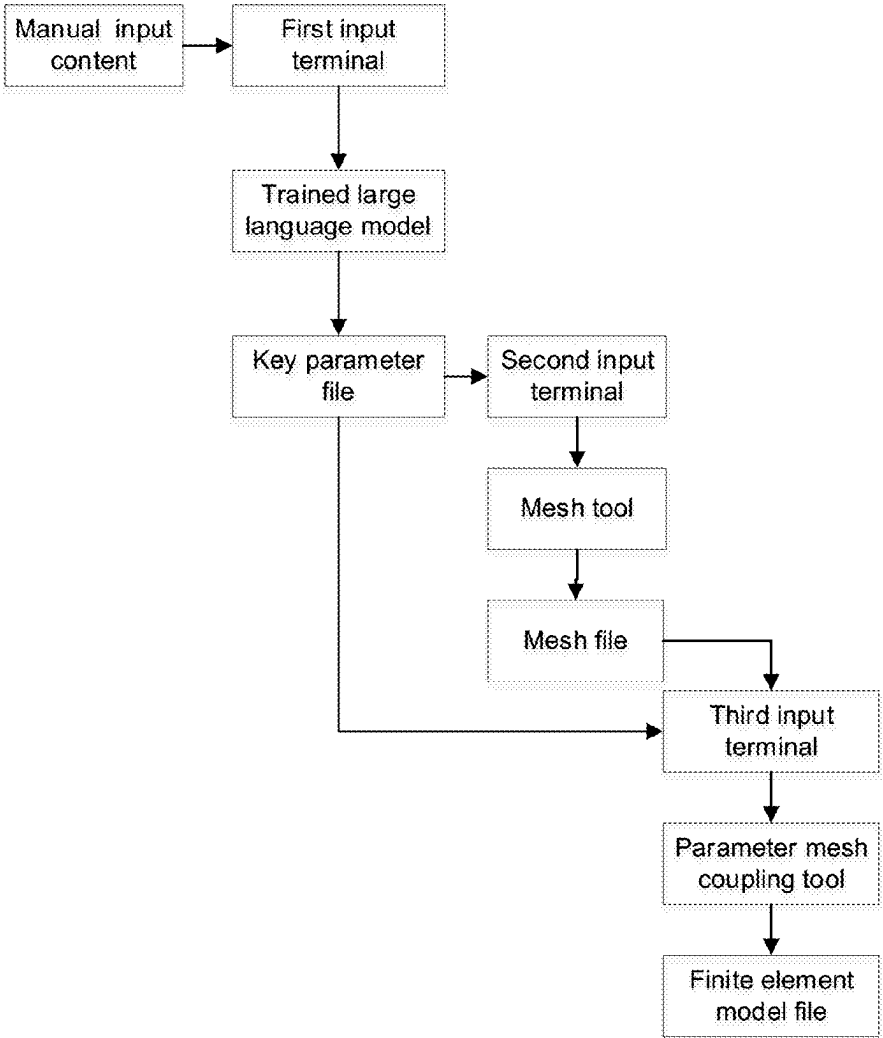 Manual input
content
First input
terminal
Trained large
language model
Key parameter
file
Second input
terminal
Mesh tool
Mesh file
Third input
terminal
Parameter mesh
coupling tool
Finite element
model file